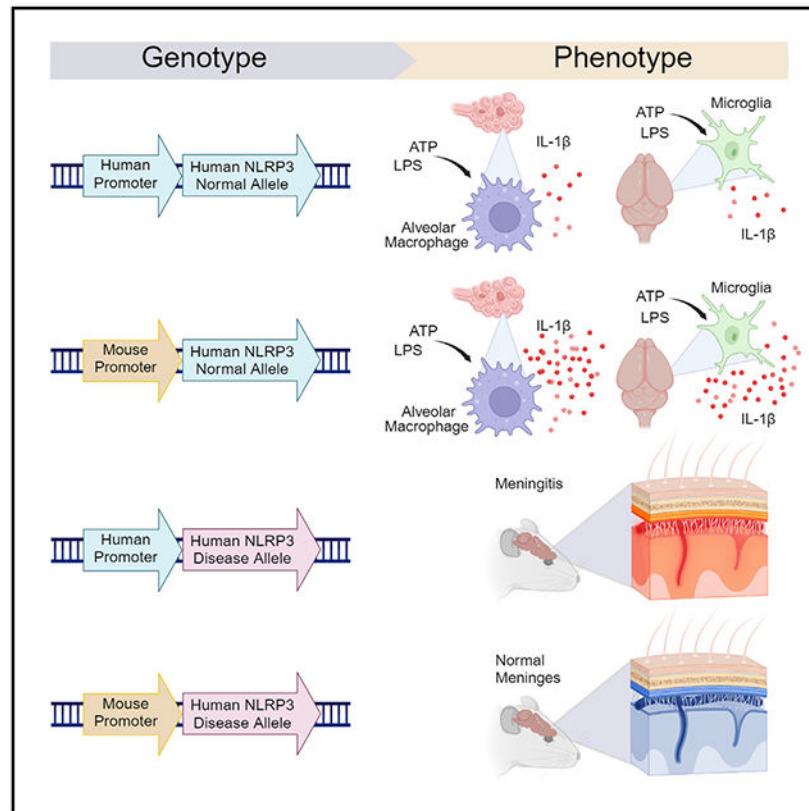 Genotype
Phenotype
Human
Promoter
Human NLRP3
Normal Allele
ATP
LPS
IL-1β
Alveolar
Macrophage
Microglia
ATP
LPS
IL-1β
Mouse
Promoter
Human NLRP3
Normal Allele
ATP
LPS
IL-1β
Alveolar
Macrophage
Microglia
ATP
LPS
IL-1β
Human
Promoter
Human NLRP3
Disease Allele
Meningitis
Mouse
Promoter
Human NLRP3
Disease Allele
Normal
Meninges